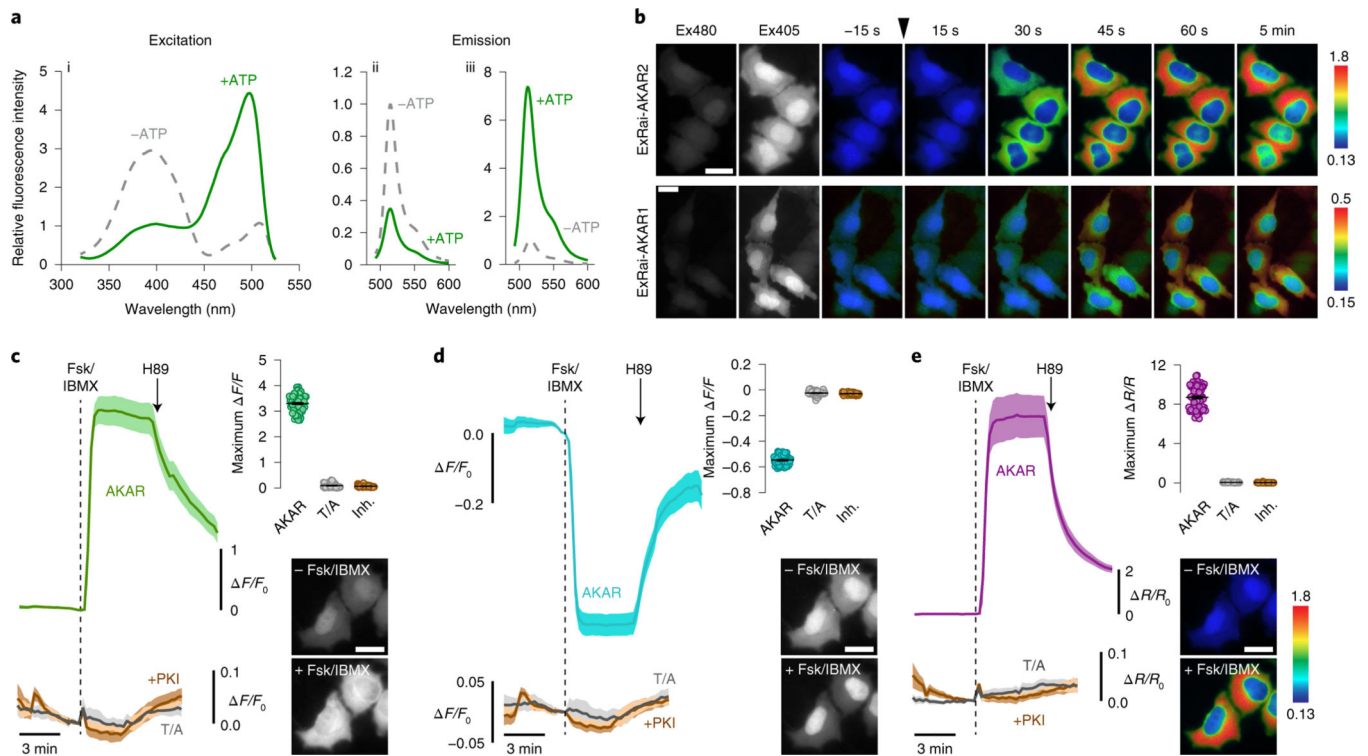 a
Excitation
Emission
i
ii
iii
Relative fluorescence intensity
5
4
3
2
1
0
+ATP
−ATP
300 350 400 450 500 550
Wavelength (nm)
1.2
1.0
0.8
0.6
0.4
0.2
0
−ATP
+ATP
500 600
8
6
4
2
0
+ATP
−ATP
500 600
Wavelength (nm)
b
Ex480 Ex405 −15 s 15 s 30 s 45 s 60 s 5 min
ExRai-AKAR2
1.8
0.13
ExRai-AKAR1
0.5
0.15
c
Fsk/
IBMX
H89
AKAR
1
ΔF/F0
0
+PKI
T/A
0.1
ΔF/F0
0.0
3 min
Maximum ΔF/F
5
4
3
2
1
0
AKAR T/A Inh.
− Fsk/IBMX
+ Fsk/IBMX
d
Fsk/
IBMX
H89
0.0
ΔF/F0
−0.2
AKAR
0.05
ΔF/F0
−0.05
T/A
+PKI
3 min
Maximum ΔF/F
0.2
0
−0.2
−0.4
−0.6
−0.8
AKAR T/A Inh.
− Fsk/IBMX
+ Fsk/IBMX
e
Fsk/
IBMX
H89
AKAR
2
ΔR/R0
0
T/A
+PKI
0.1
ΔR/R0
0.0
3 min
Maximum ΔR/R
12
8
4
0
AKAR T/A Inh.
− Fsk/IBMX
+ Fsk/IBMX
1.8
0.13